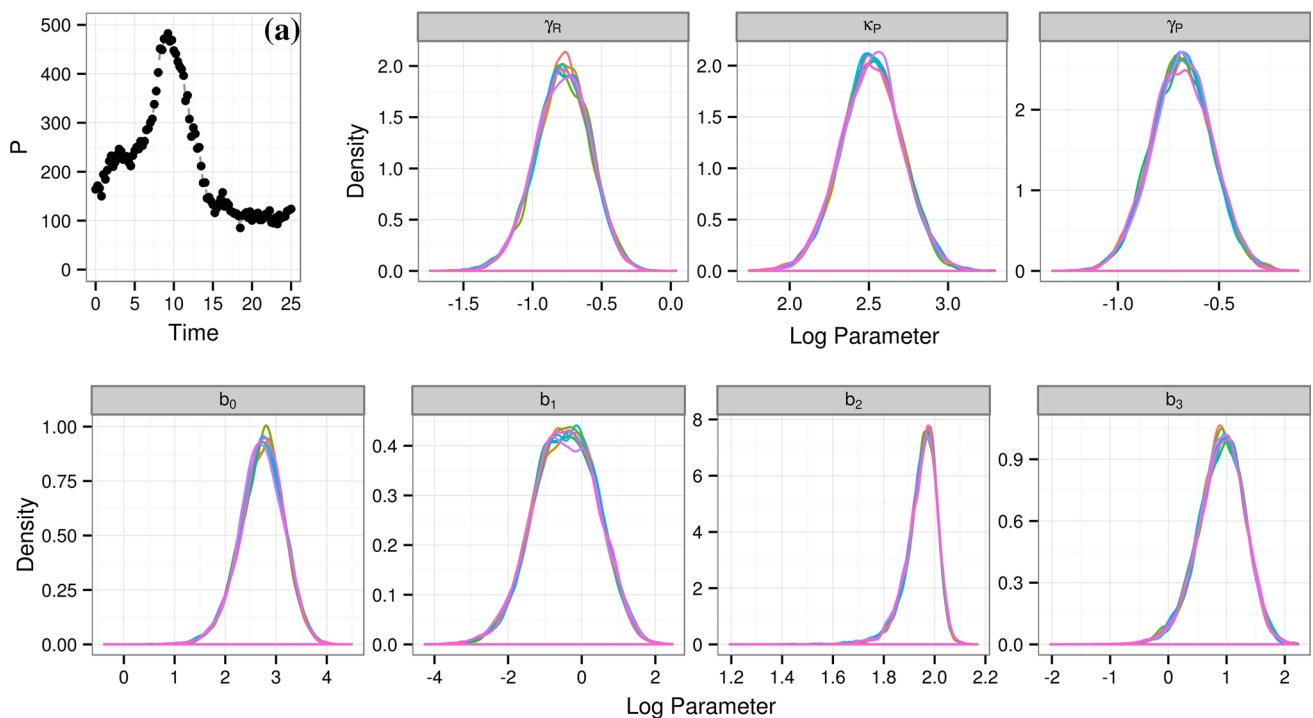 (a)
γR κP γP
500
400
300
200
100
0
P
0 5 10 15 20 25
Time
Density
2.0
1.5
1.0
0.5
0.0
-1.5 -1.0 -0.5 0.0
2.0
1.5
1.0
0.5
0.0
2.0 2.5 3.0
2
1
0
-1.0 -0.5
Log Parameter
b0 b1 b2 b3
Density
1.00
0.75
0.50
0.25
0.00
0 1 2 3 4
0.4
0.3
0.2
0.1
0.0
-4 -2 0 2
8
6
4
2
0
1.2 1.4 1.6 1.8 2.0 2.2
0.9
0.6
0.3
0.0
-2 -1 0 1 2
Log Parameter